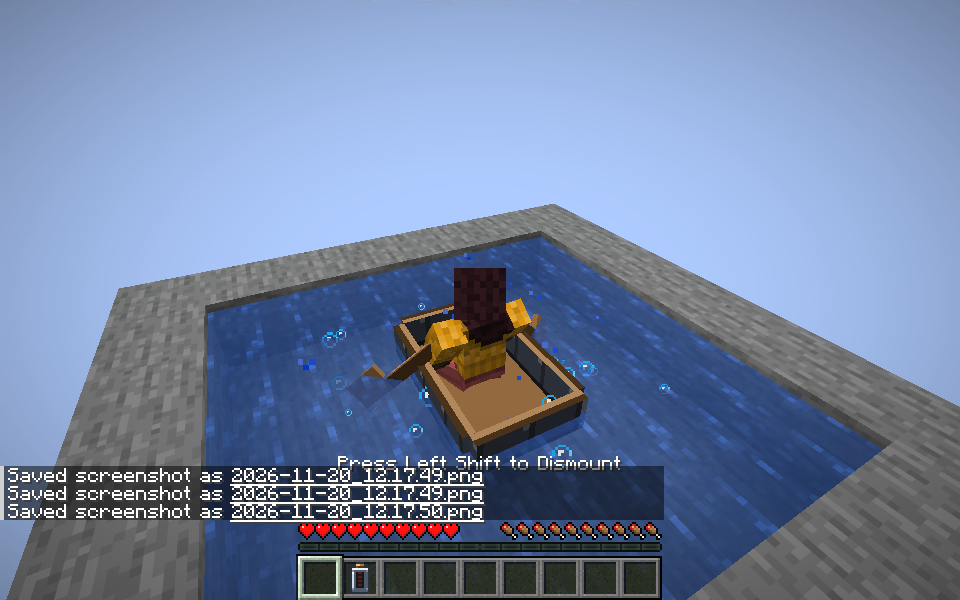 Press Left Shift to Dismount
Saved screenshot as 2026-11-20_12.17.49.png
Saved screenshot as 2026-11-20_12.17.49.png
Saved screenshot as 2026-11-20_12.17.50.png